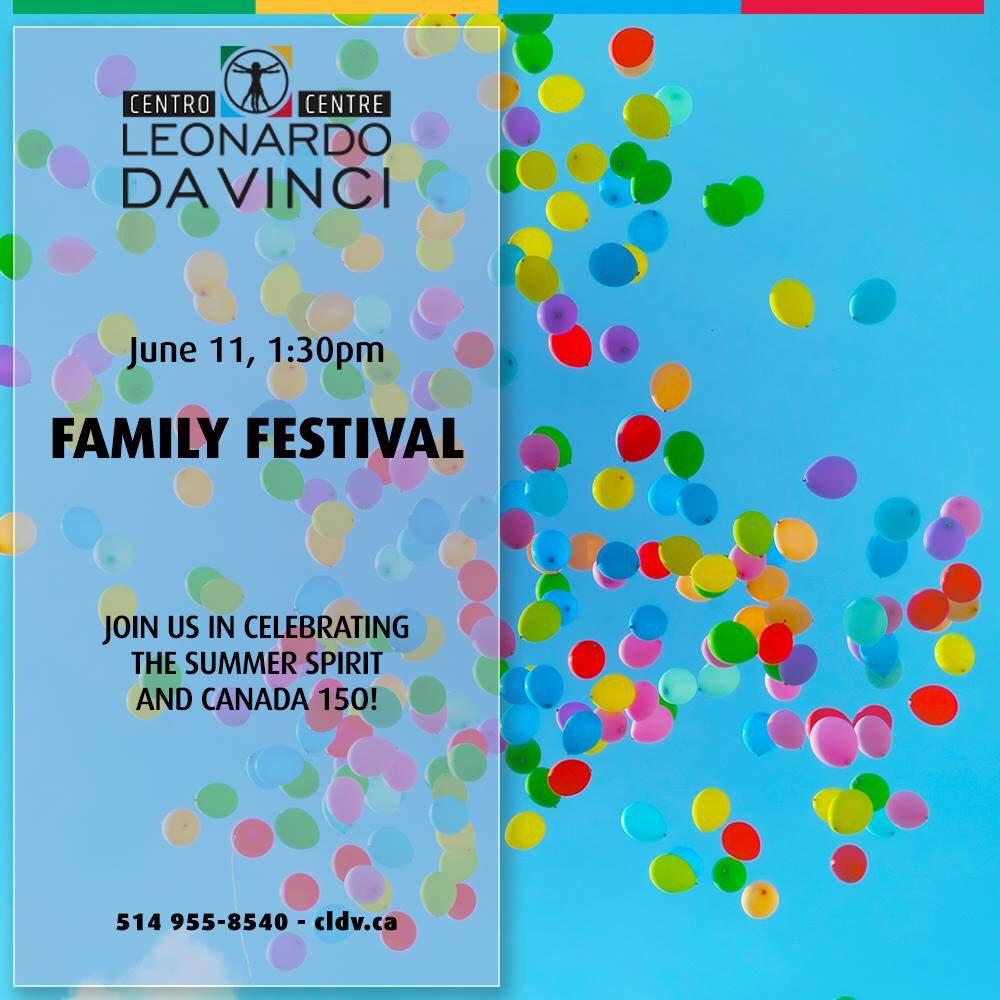 CENTRO CENTRE
LEONARDO
DA VINCI
June 11, 1:30pm
FAMILY FESTIVAL
JOIN US IN CELEBRATING
THE SUMMER SPIRIT
AND CANADA 150!
514 955-8540 - cldv.ca